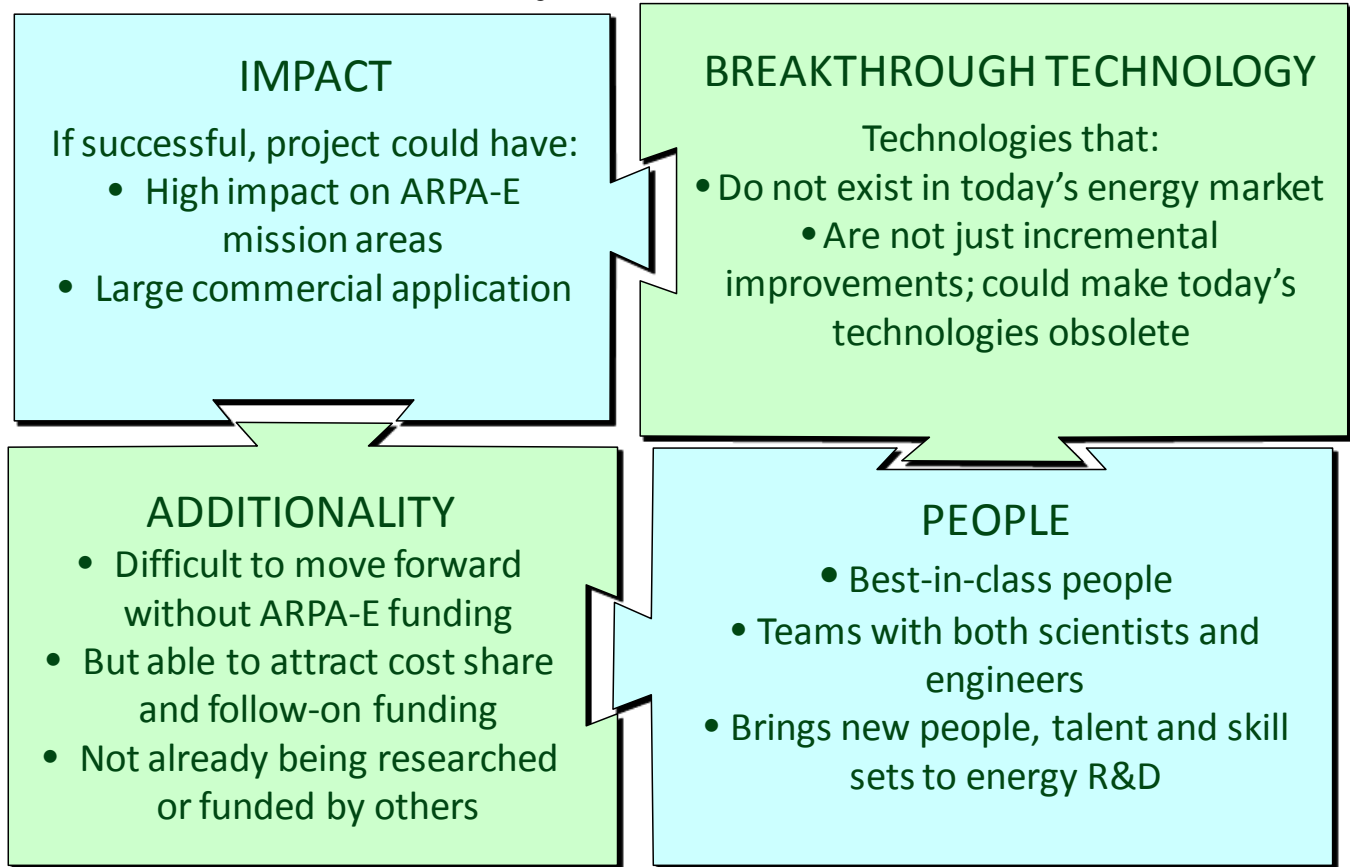 IMPACT
If successful, project could have:
• High impact on ARPA-E
mission areas
• Large commercial application
BREAKTHROUGH TECHNOLOGY
Technologies that:
• Do not exist in today's energy market
• Are not just incremental
improvements; could make today's
technologies obsolete
ADDITIONALITY
• Difficult to move forward
without ARPA-E funding
• But able to attract cost share
and follow-on funding
• Not already being researched
or funded by others
PEOPLE
• Best-in-class people
• Teams with both scientists and
engineers
• Brings new people, talent and skill
sets to energy R&D